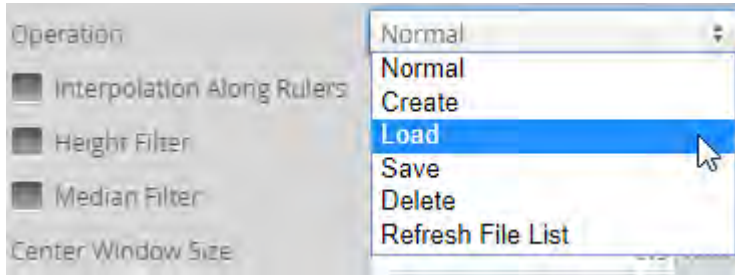 Operation
Normal
Normal
Interpolation Along Rulers
Create
Height Filter
Load
Save
Median Filter
Delete
Center Window Size
Refresh File List